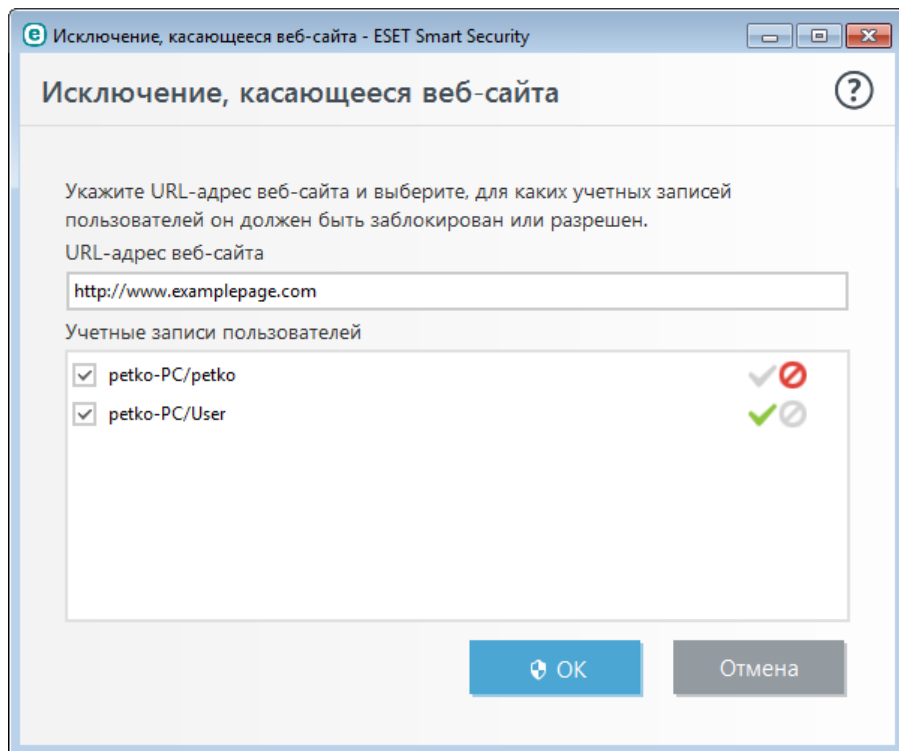 Исключение, касающееся веб-сайта - ESET Smart Security
Исключение, касающееся веб-сайта
?
Укажите URL-адрес веб-сайта и выберите, для каких учетных записей
пользователей он должен быть заблокирован или разрешен.
URL-адрес веб-сайта
http://www.examplepage.com
Учетные записи пользователей
petko-PC/petko
petko-PC/User
OK
Отмена